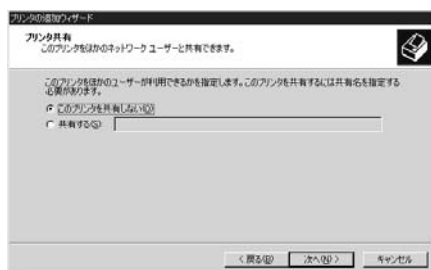 プリンタの追加ウィザード
プリンタ共有
このプリンタをほかのネットワーク ユーザーと共有できます。
このプリンタをほかのユーザーが利用できるかを指定します。このプリンタを共有するには共有名を指定する
必要があります。
このプリンタを共有しない(O)
共有する(S)
< 戻る(B)
次へ(N) >
キャンセル